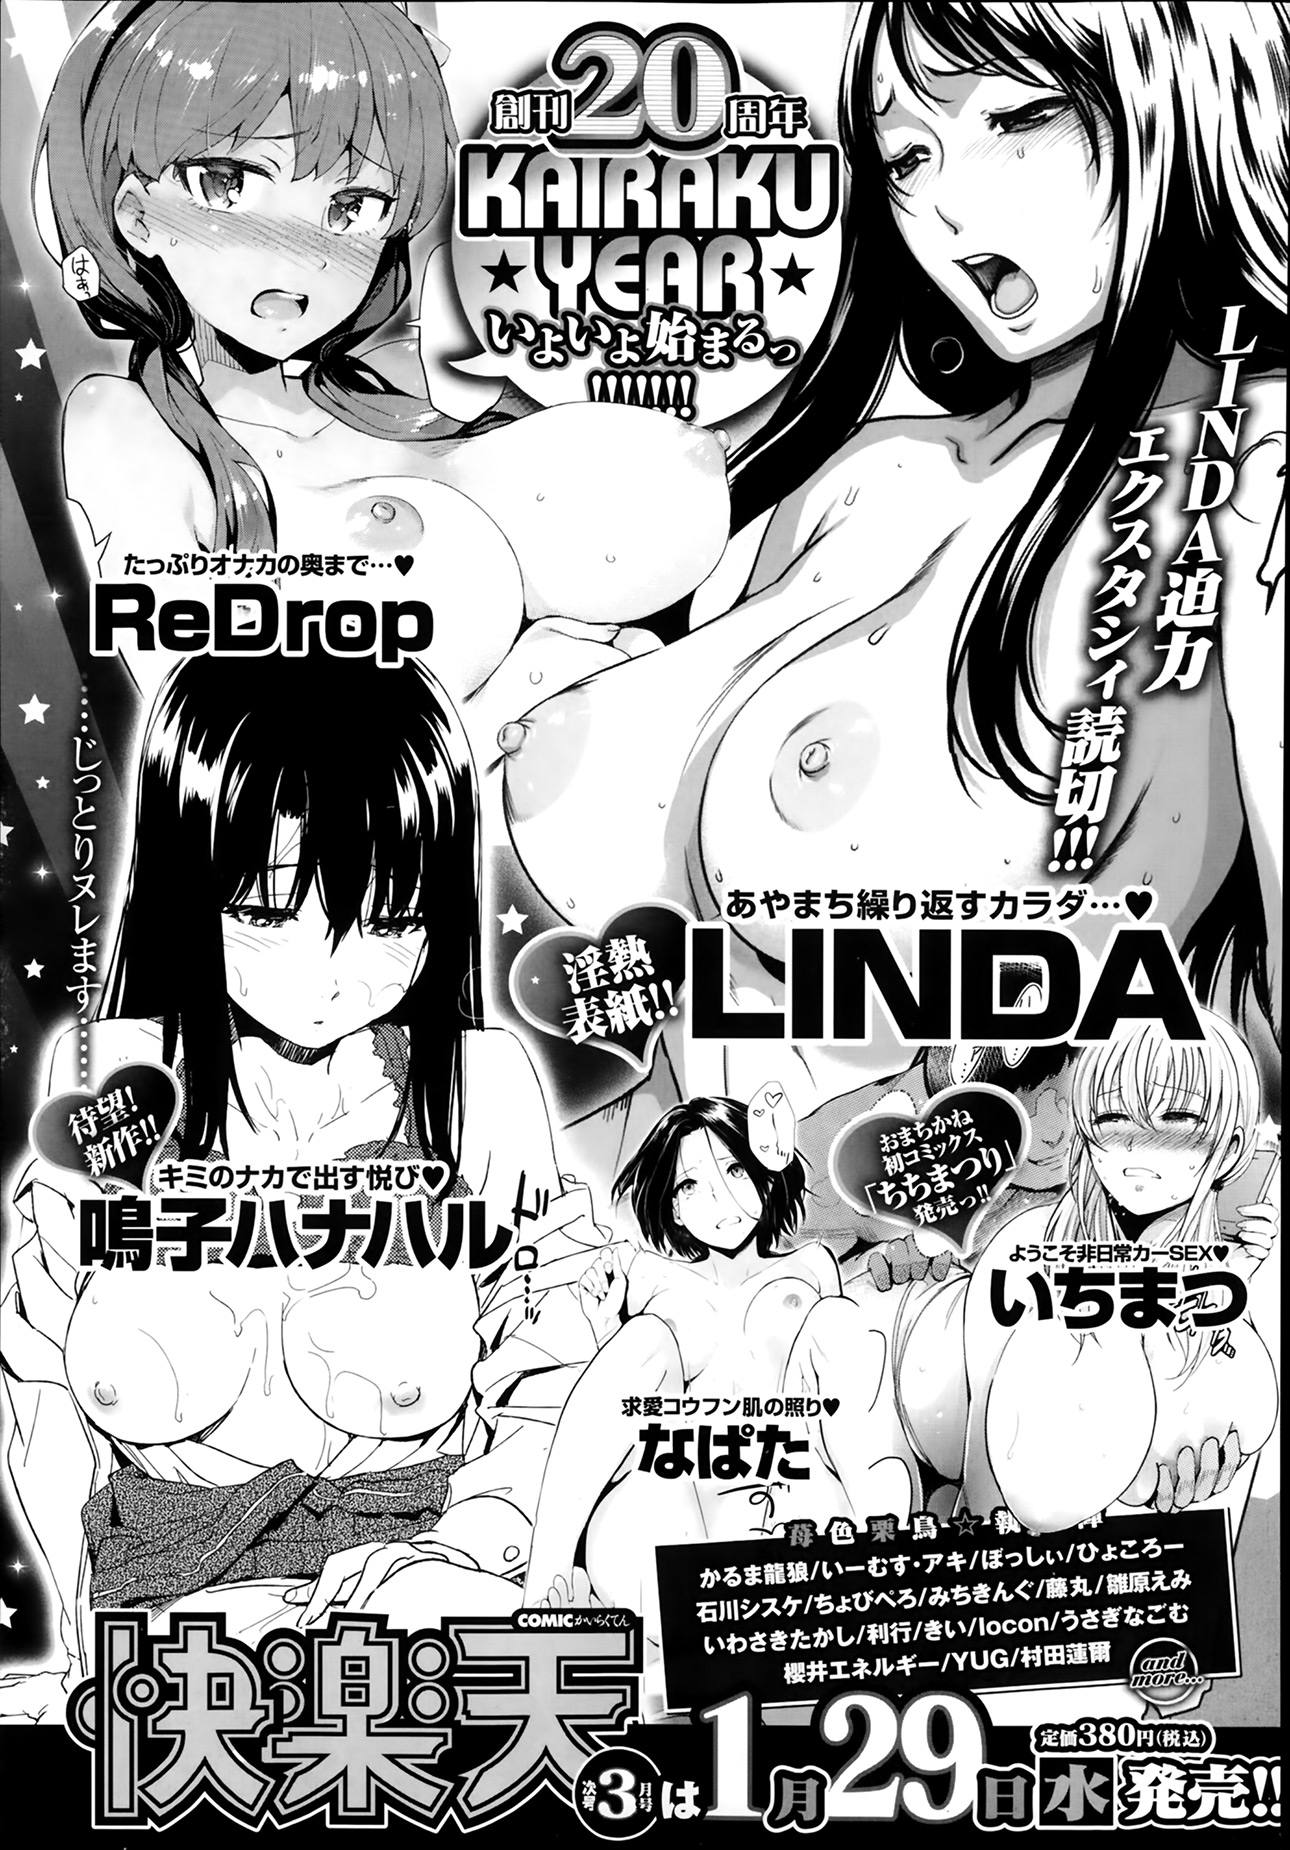 創刊20周年
KAIRAKU
★YEAR★
いよいよ始まるっ
!!!!!!!
はぁっ
LINDA迫力
エクスタシィ読切!!!
たっぷりオナカの奥まで…♥
ReDrop
……じっとりヌレます……
あやまち繰り返すカラダ…♥
LINDA
淫熱
表紙!!
待望!
新作!!
キミのナカで出す悦び♥
鳴子ハナハル
おまちかね
初コミックス
「ちちまつり」
発売っ!!
ようこそ非日常カーSEX♥
いちまつ
求愛コウフン肌の照り♥
なぱた
かるま龍狼/いーむす・アキ/ぼっしぃ/ひょころー
石川シスケ/ちょびぺろ/みちきんぐ/藤丸/雛原えみ
いわさきたかし/利行/きい/locon/うさぎなごむ
櫻井エネルギー/YUG/村田蓮爾
and
more...
COMICかいらくてん
快楽天
次号3月号は1月29日水発売!!
定価380円(税込)